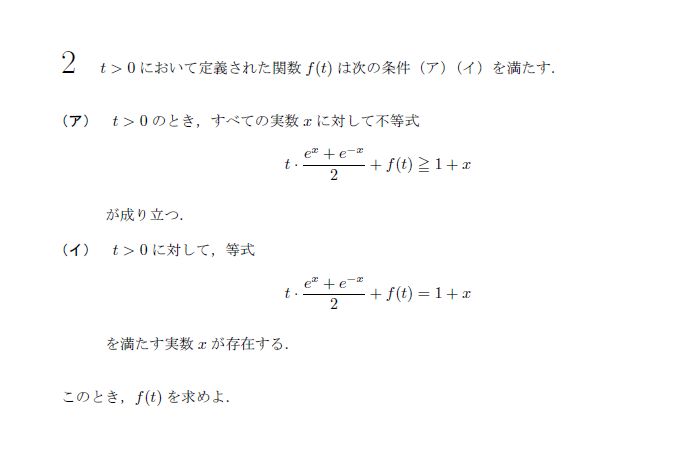 2 t > 0 において定義された関数 f(t) は次の条件(ア)(イ)を満たす.
(ア) t > 0 のとき,すべての実数 x に対して不等式
t · \frac{e^x + e^{-x}}{2} + f(t) ≧ 1 + x
が成り立つ.
(イ) t > 0 に対して,等式
t · \frac{e^x + e^{-x}}{2} + f(t) = 1 + x
を満たす実数 x が存在する.
このとき,f(t) を求めよ.